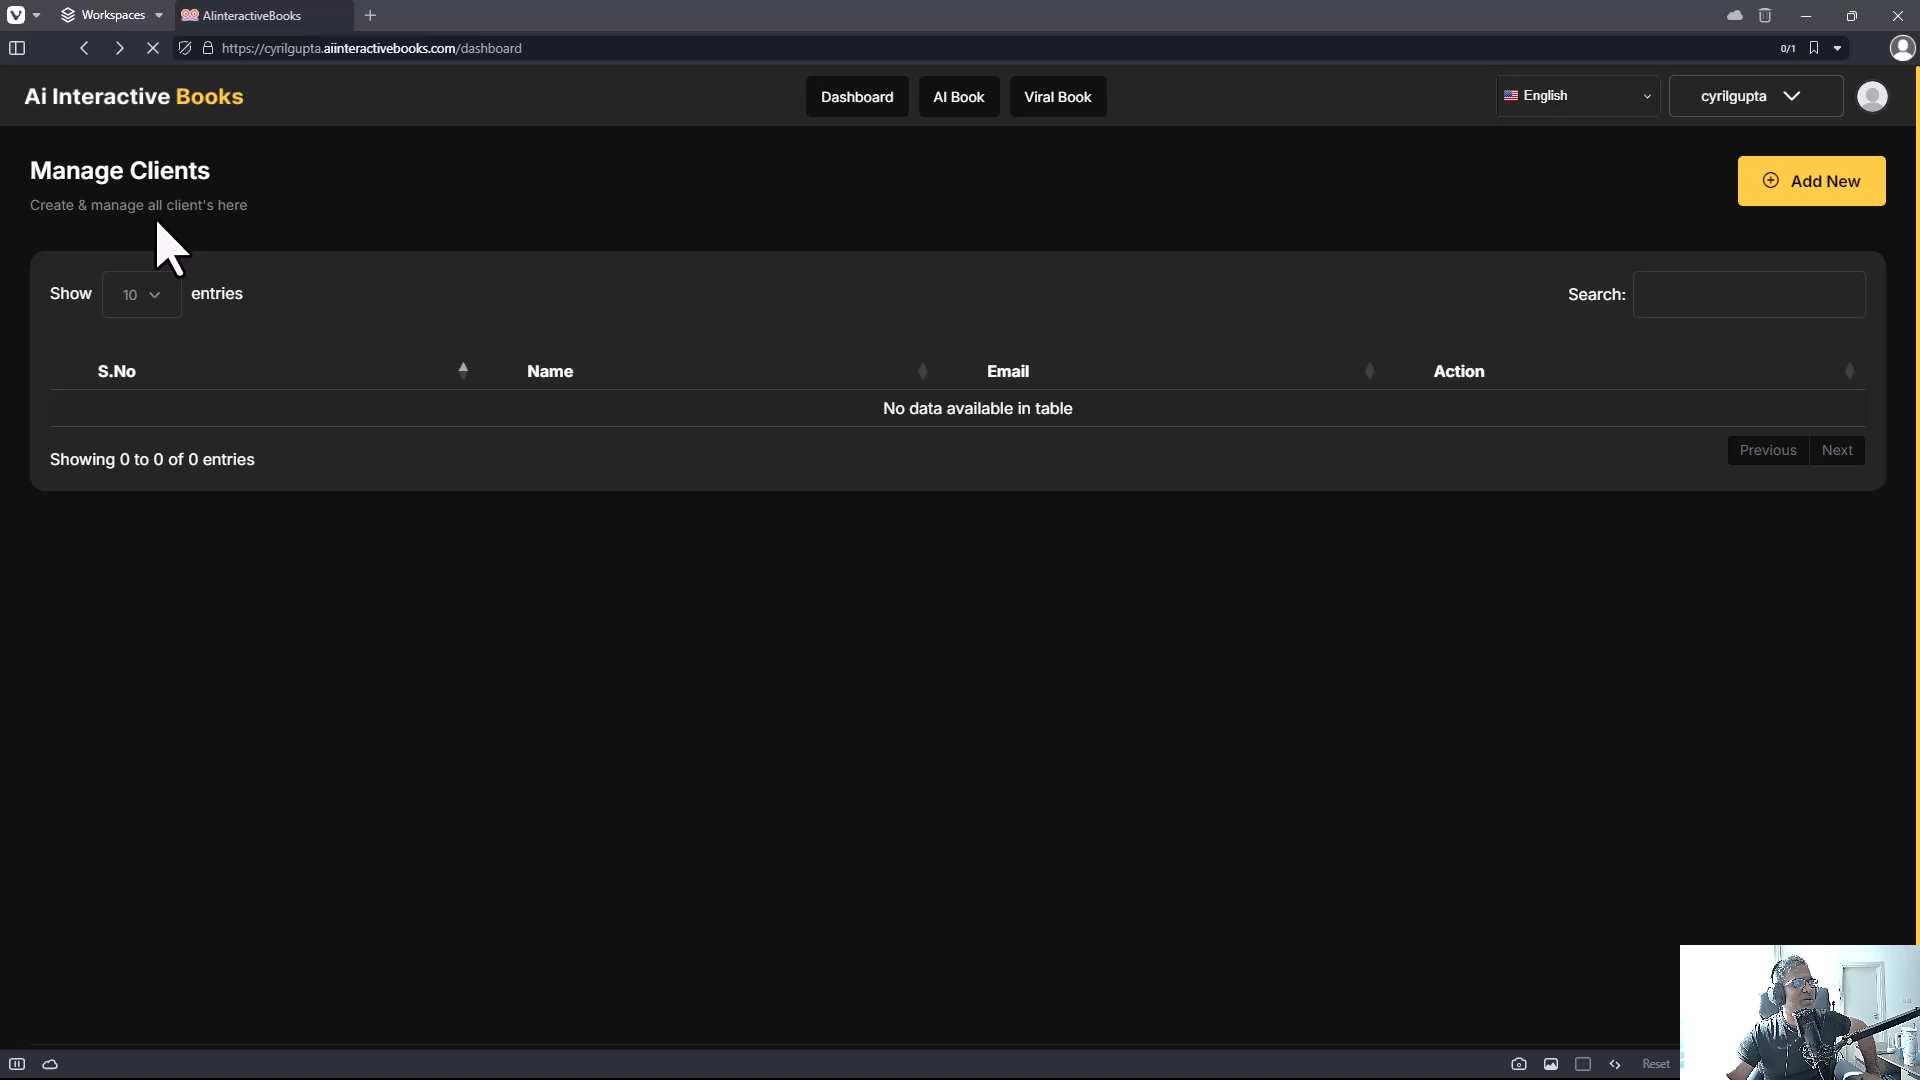 Workspaces
AIinteractiveBooks
https://cyrilgupta.aiinteractivebooks.com/dashboard
0/1
Ai Interactive Books
Dashboard
AI Book
Viral Book
English
cyrilgupta
Manage Clients
Create & manage all client's here
Add New
Show 10 entries
Search:
S.No Name Email Action
No data available in table
Showing 0 to 0 of 0 entries
Previous Next
Reset